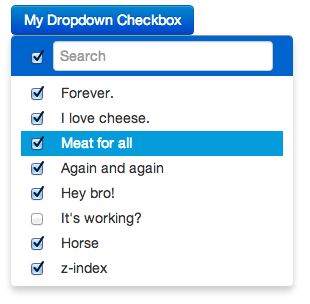 My Dropdown Checkbox
Search
Forever.
I love cheese.
Meat for all
Again and again
Hey bro!
It's working?
Horse
z-index